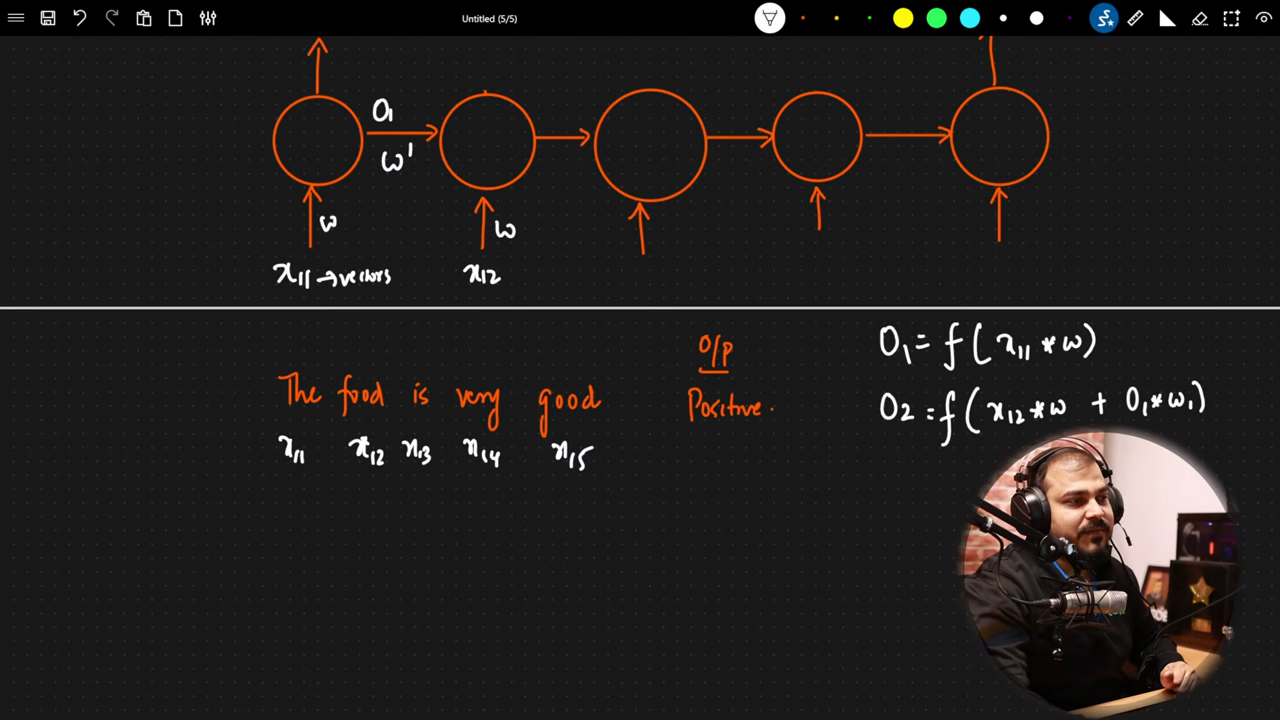 Untitled (5/5)
O₁
w'
w
w
x₁₁ → vectors
x₁₂
The food is very good
x₁₁ x₁₂ x₁₃ x₁₄ x₁₅
O/P
Positive.
O₁ = f(x₁₁ * w)
O2 = f(x₁₂ * w + O₁ * w₁)